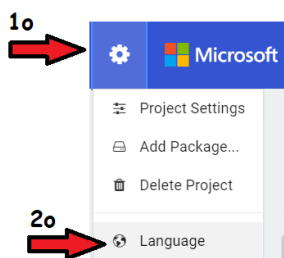 1o
Microsoft
Project Settings
Add Package...
Delete Project
2o
Language